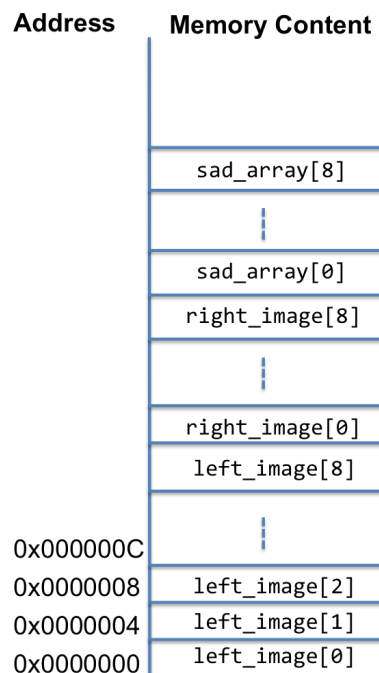 Address Memory Content
sad_array[8]
sad_array[0]
right_image[8]
right_image[0]
left_image[8]
0x000000C
0x0000008 left_image[2]
0x0000004 left_image[1]
0x0000000 left_image[0]